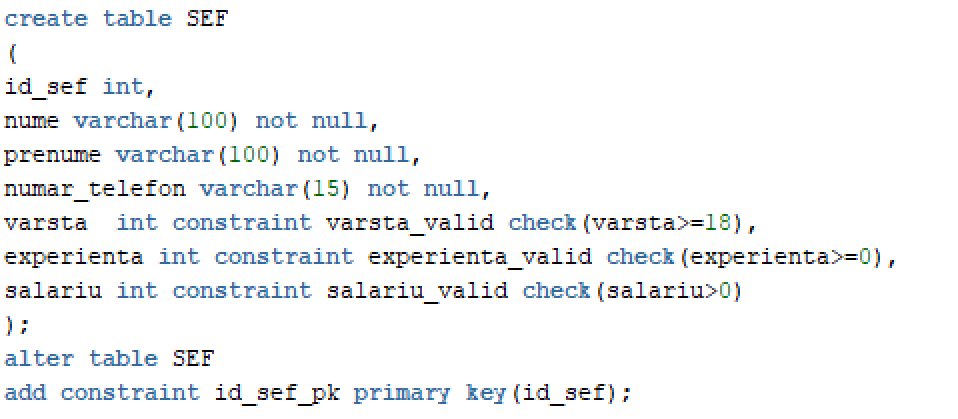 create table SEF
(
id_sef int,
nume varchar(100) not null,
prenume varchar(100) not null,
numar_telefon varchar(15) not null,
varsta  int constraint varsta_valid check(varsta>=18),
experienta int constraint experienta_valid check(experienta>=0),
salariu int constraint salariu_valid check(salariu>0)
);
alter table SEF
add constraint id_sef_pk primary key(id_sef);